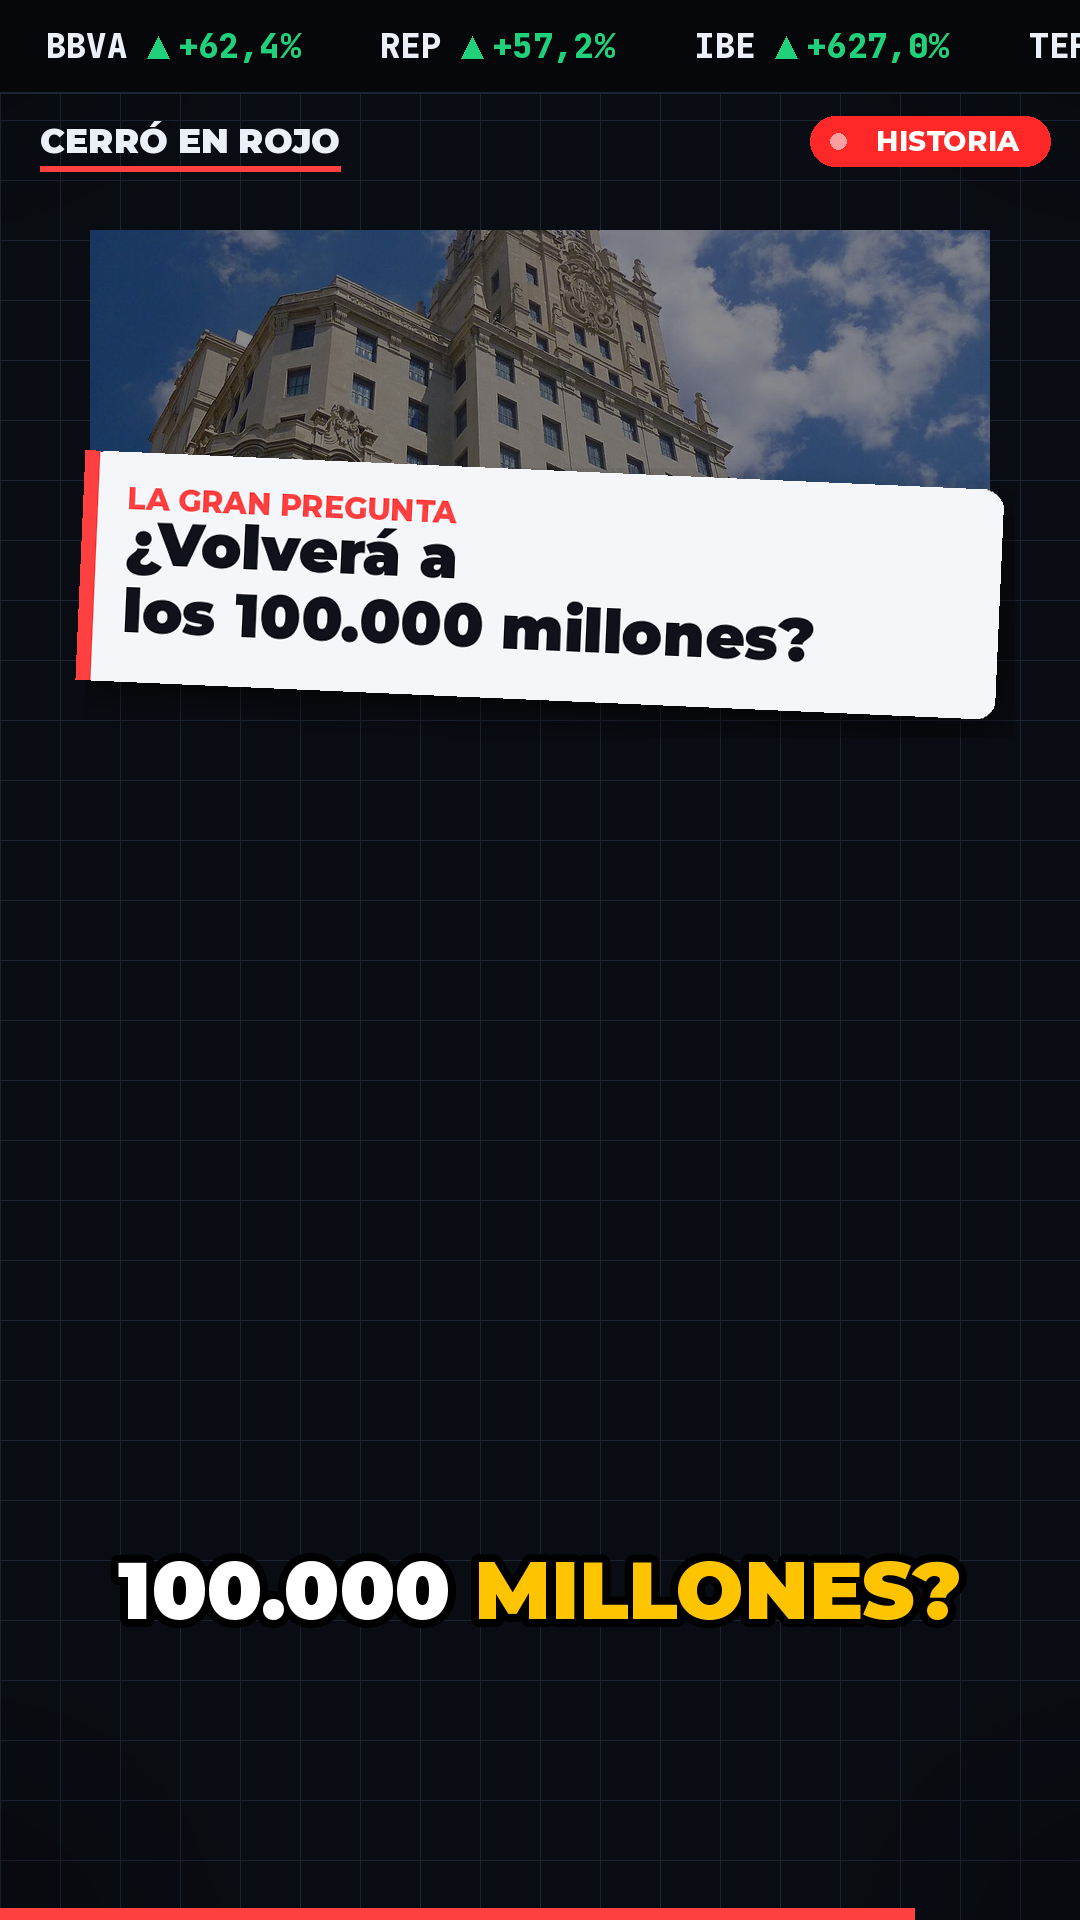 BBVA ▲+62,4% REP ▲+57,2% IBE ▲+627,0%
CERRÓ EN ROJO
HISTORIA
LA GRAN PREGUNTA
¿Volverá a
los 100.000 millones?
100.000 MILLONES?